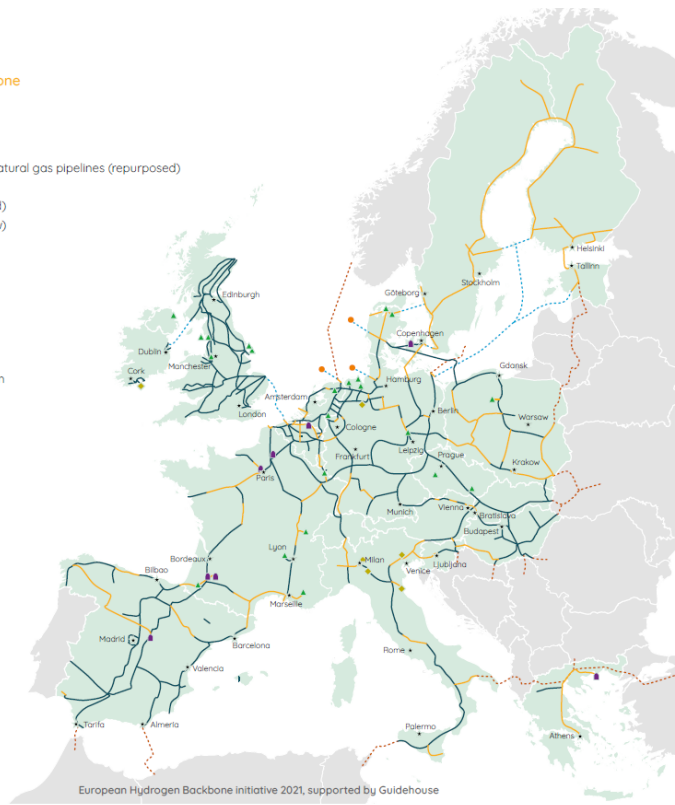 one
atural gas pipelines (repurposed)
d)
w)
n
Helsinki
Tallinn
Stockholm
Göteborg
Edinburgh
Copenhagen
Dublin
Manchester
Cork
Gdansk
Hamburg
Amsterdam
London
Berlin
Warsaw
Cologne
Leipzig
Frankfurt
Prague
Krakow
Paris
Munich
Vienna
Bratislava
Budapest
Lyon
Bordeaux
Milan
Venice
Ljubljana
Bilbao
Marseille
Madrid
Barcelona
Rome
Valencia
Tarifa
Almeria
Palermo
Athens
European Hydrogen Backbone initiative 2021, supported by Guidehouse